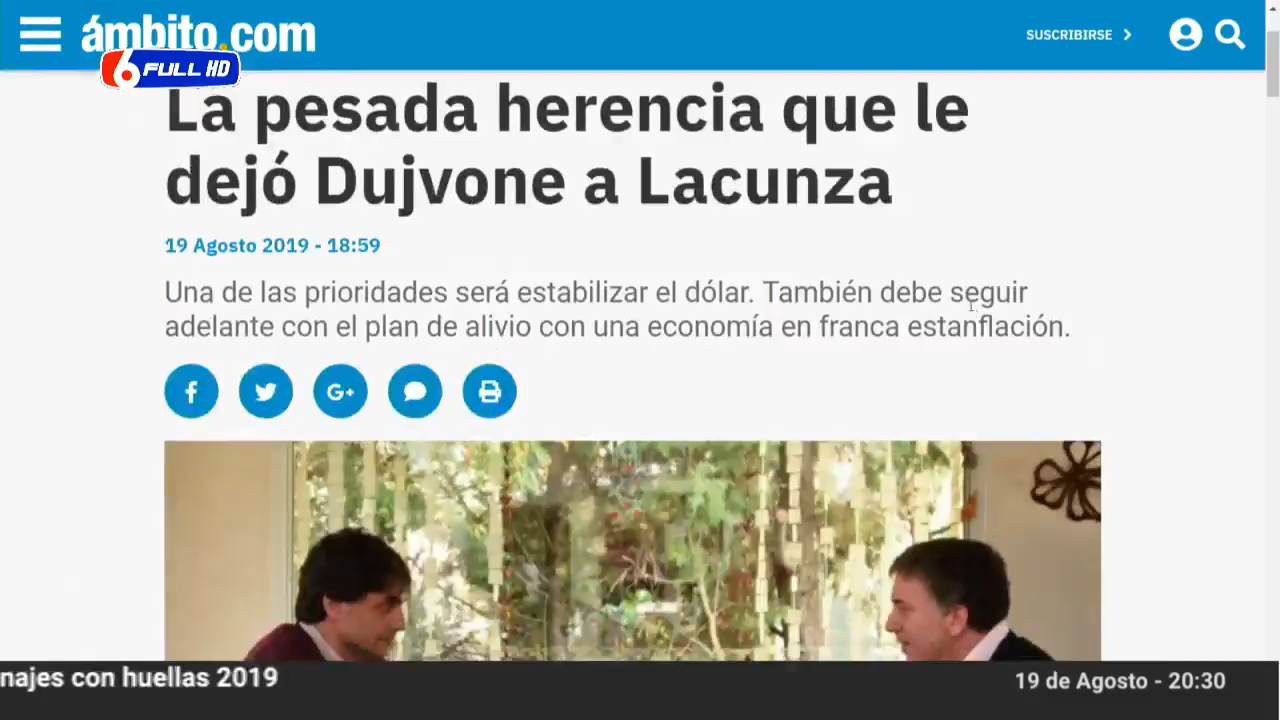 ámbito.com
SUSCRIBIRSE
6 FULL HD
La pesada herencia que le
dejó Dujvone a Lacunza
19 Agosto 2019 - 18:59
Una de las prioridades será estabilizar el dólar. También debe seguir
adelante con el plan de alivio con una economía en franca estanflación.
G+
najes con huellas 2019
19 de Agosto - 20:30